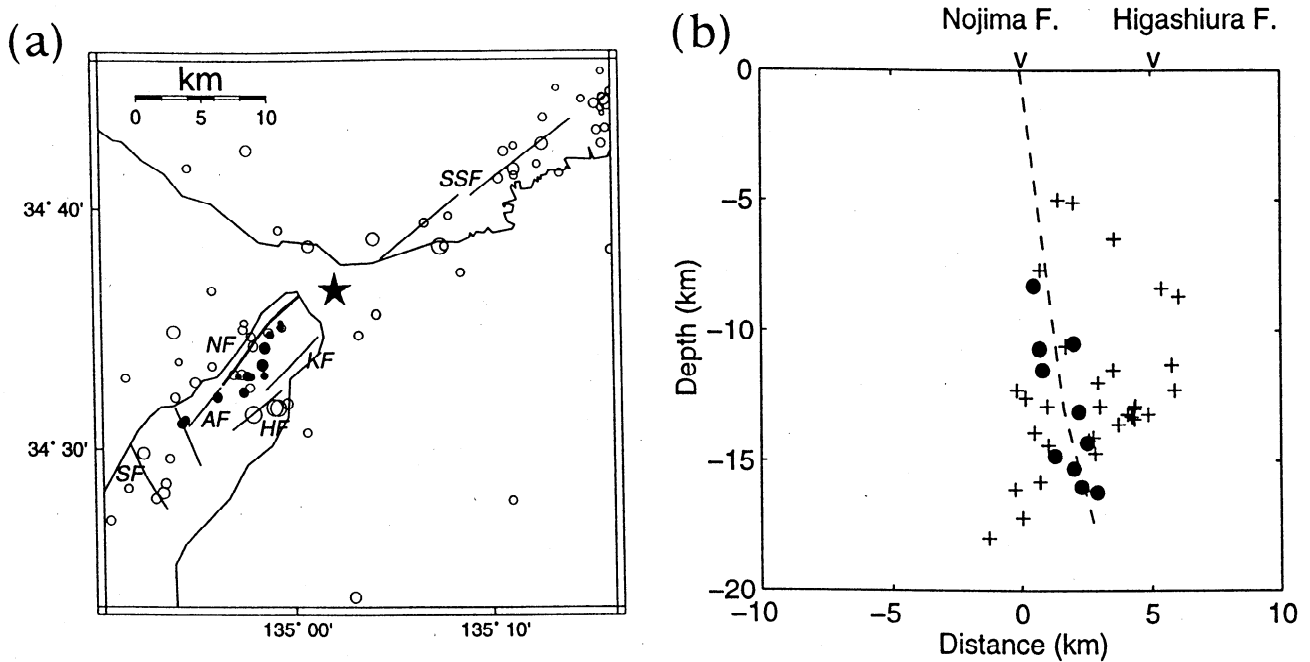 (a)
km
0 5 10
SSF
34° 40'
NF
KF
AF
HF
34° 30'
SF
135° 00' 135° 10'
(b)
Nojima F. Higashiura F.
v v
0
−5
−10
−15
−20
Depth (km)
−10 −5 0 5 10
Distance (km)